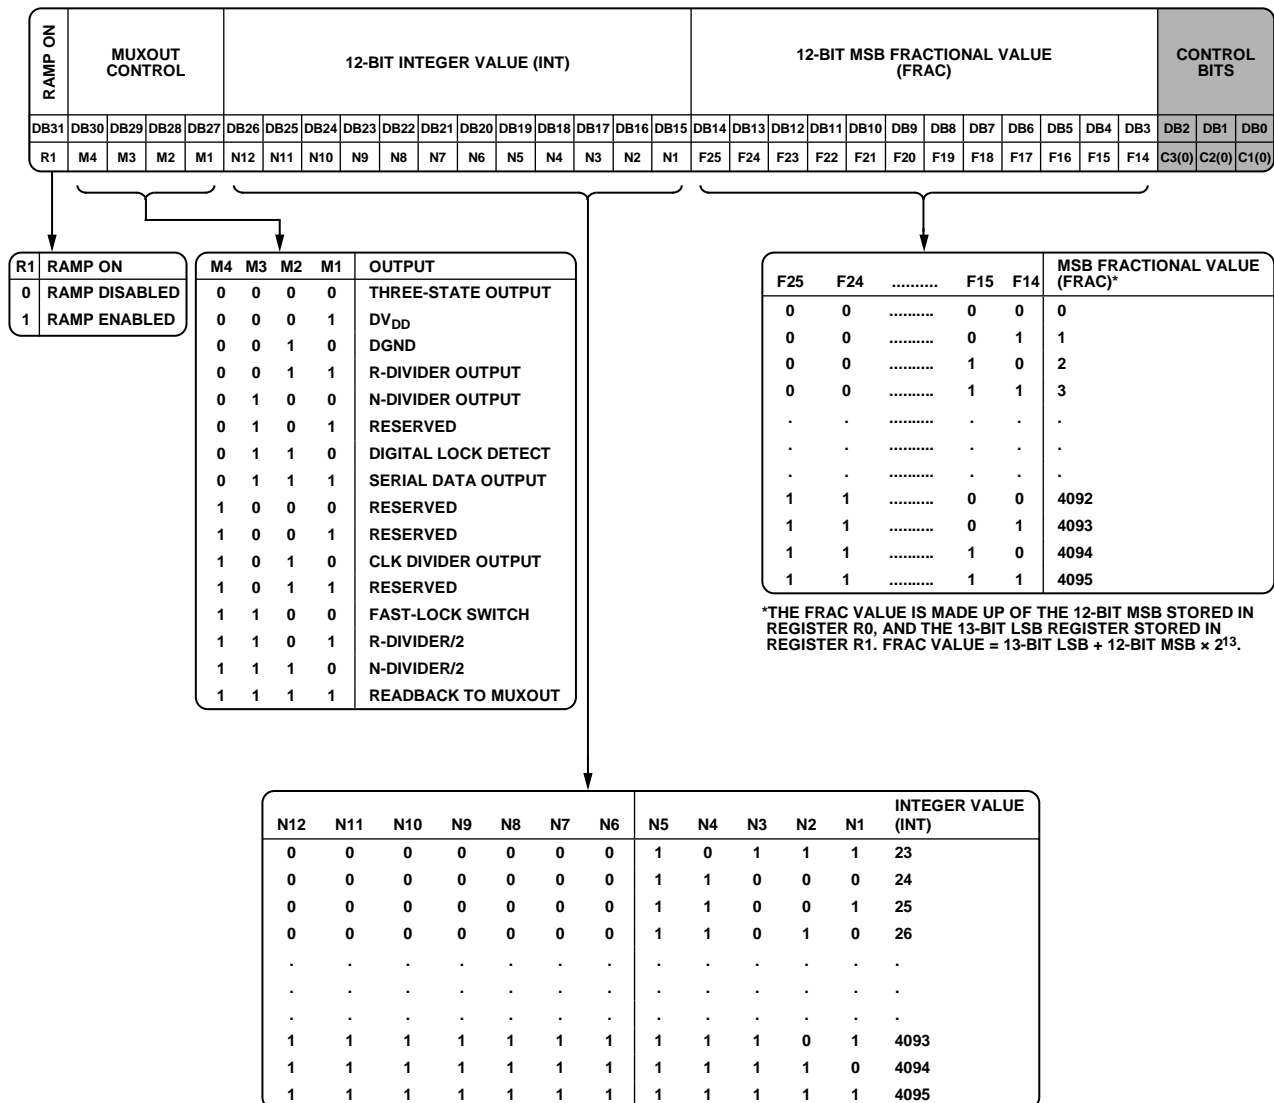 RAMP ON
MUXOUT
CONTROL
12-BIT INTEGER VALUE (INT)
12-BIT MSB FRACTIONAL VALUE
(FRAC)
CONTROL
BITS
DB31 DB30 DB29 DB28 DB27 DB26 DB25 DB24 DB23 DB22 DB21 DB20 DB19 DB18 DB17 DB16 DB15 DB14 DB13 DB12 DB11 DB10 DB9 DB8 DB7 DB6 DB5 DB4 DB3 DB2 DB1 DB0
R1 M4 M3 M2 M1 N12 N11 N10 N9 N8 N7 N6 N5 N4 N3 N2 N1 F25 F24 F23 F22 F21 F20 F19 F18 F17 F16 F15 F14 C3(0) C2(0) C1(0)
R1 RAMP ON
0 RAMP DISABLED
1 RAMP ENABLED
M4 M3 M2 M1 OUTPUT
0 0 0 0 THREE-STATE OUTPUT
0 0 0 1 DVDD
0 0 1 0 DGND
0 0 1 1 R-DIVIDER OUTPUT
0 1 0 0 N-DIVIDER OUTPUT
0 1 0 1 RESERVED
0 1 1 0 DIGITAL LOCK DETECT
0 1 1 1 SERIAL DATA OUTPUT
1 0 0 0 RESERVED
1 0 0 1 RESERVED
1 0 1 0 CLK DIVIDER OUTPUT
1 0 1 1 RESERVED
1 1 0 0 FAST-LOCK SWITCH
1 1 0 1 R-DIVIDER/2
1 1 1 0 N-DIVIDER/2
1 1 1 1 READBACK TO MUXOUT
F25 F24 .......... F15 F14 MSB FRACTIONAL VALUE
(FRAC)*
0 0 .......... 0 0 0
0 0 .......... 0 1 1
0 0 .......... 1 0 2
0 0 .......... 1 1 3
. . .......... . . .
. . .......... . . .
. . .......... . . .
1 1 .......... 0 0 4092
1 1 .......... 0 1 4093
1 1 .......... 1 0 4094
1 1 .......... 1 1 4095
*THE FRAC VALUE IS MADE UP OF THE 12-BIT MSB STORED IN
REGISTER R0, AND THE 13-BIT LSB REGISTER STORED IN
REGISTER R1. FRAC VALUE = 13-BIT LSB + 12-BIT MSB × 2¹³.
N12 N11 N10 N9 N8 N7 N6 N5 N4 N3 N2 N1 INTEGER VALUE
(INT)
0 0 0 0 0 0 0 1 0 1 1 1 23
0 0 0 0 0 0 0 1 1 0 0 0 24
0 0 0 0 0 0 0 1 1 0 0 1 25
0 0 0 0 0 0 0 1 1 0 1 0 26
. . . . . . . . . . . . .
. . . . . . . . . . . . .
. . . . . . . . . . . . .
1 1 1 1 1 1 1 1 1 1 0 1 4093
1 1 1 1 1 1 1 1 1 1 1 0 4094
1 1 1 1 1 1 1 1 1 1 1 1 4095